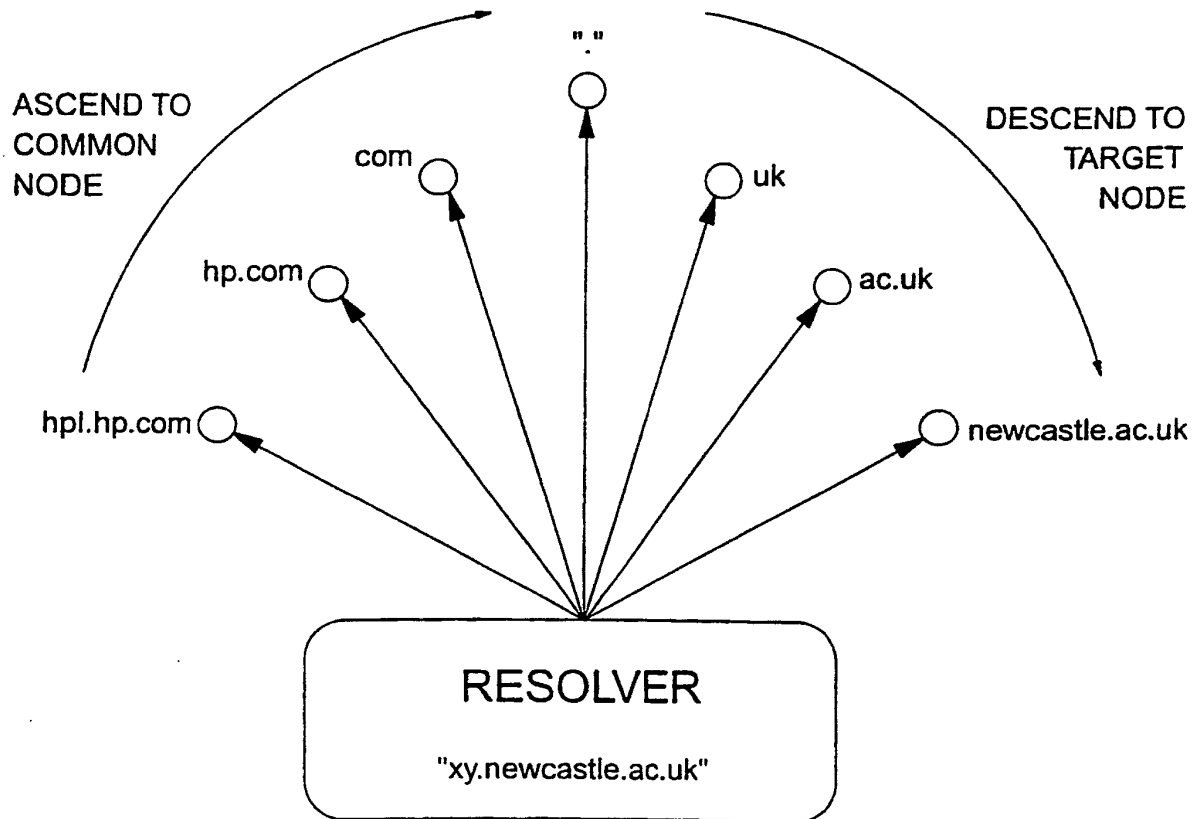 "."
ASCEND TO
COMMON
NODE
DESCEND TO
TARGET
NODE
com
uk
hp.com
ac.uk
hpl.hp.com
newcastle.ac.uk
RESOLVER
"xy.newcastle.ac.uk"